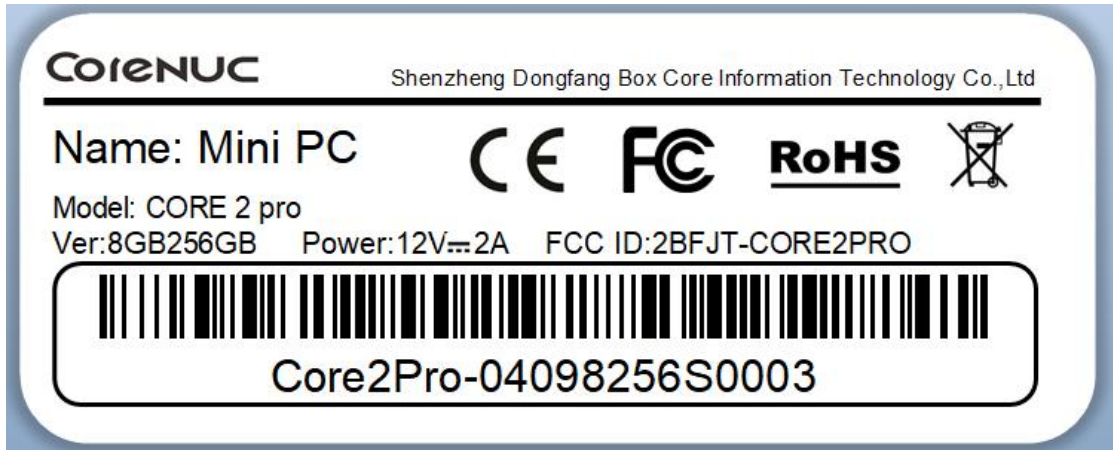 CoreNUC
Shenzheng Dongfang Box Core Information Technology Co.,Ltd
Name: Mini PC
CE FC RoHS
Model: CORE 2 pro
Ver:8GB256GB Power:12V⎓2A FCC ID:2BFJT-CORE2PRO
Core2Pro-04098256S0003